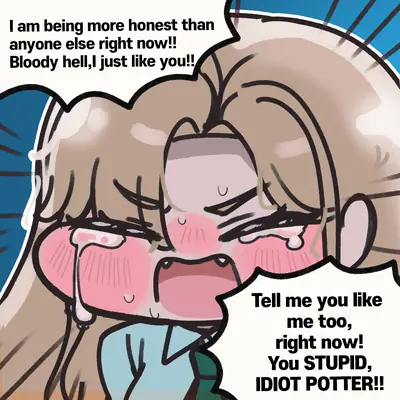 I am being more honest than
anyone else right now!!
Bloody hell,I just like you!!
Tell me you like
me too,
right now!
You STUPID,
IDIOT POTTER!!